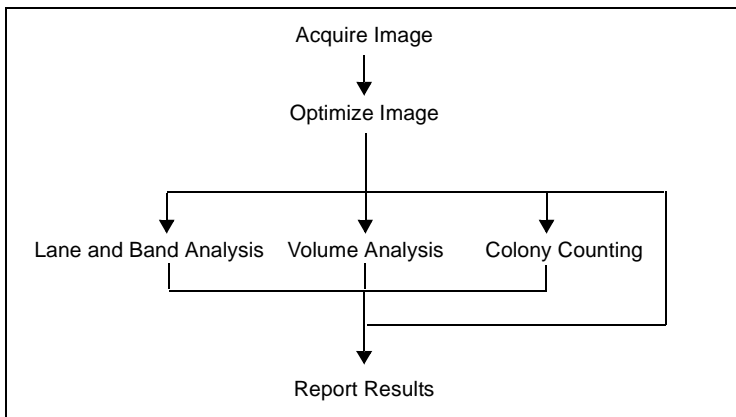 Acquire Image
Optimize Image
Lane and Band Analysis
Volume Analysis
Colony Counting
Report Results